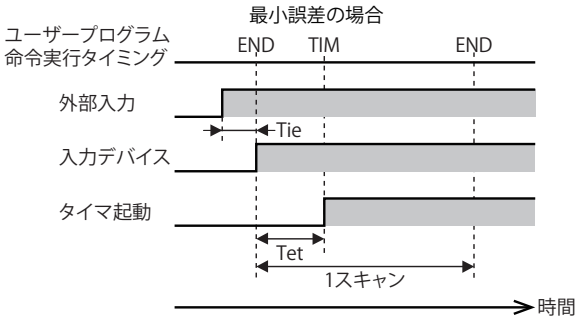 最小誤差の場合
ユーザープログラム
命令実行タイミング
END TIM END
外部入力
Tie
入力デバイス
タイマ起動
Tet
1スキャン
時間